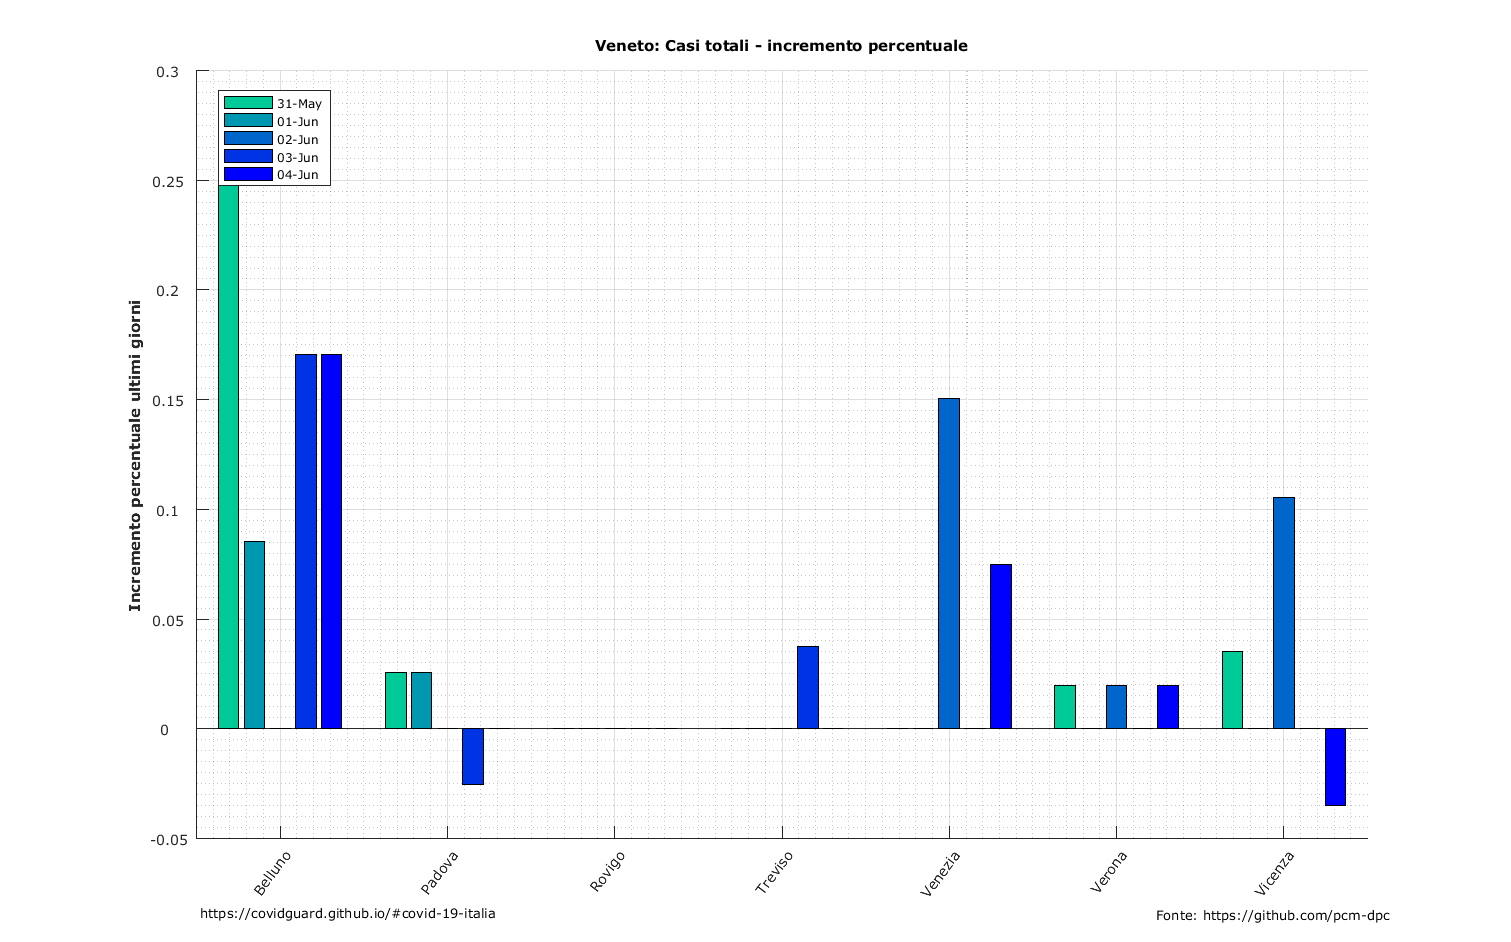 Veneto: Casi totali - incremento percentuale
0.3
0.25
0.2
0.15
0.1
0.05
0
-0.05
Incremento percentuale ultimi giorni
31-May
01-Jun
02-Jun
03-Jun
04-Jun
Belluno
Padova
Rovigo
Treviso
Venezia
Verona
Vicenza
https://covidguard.github.io/#covid-19-italia
Fonte: https://github.com/pcm-dpc